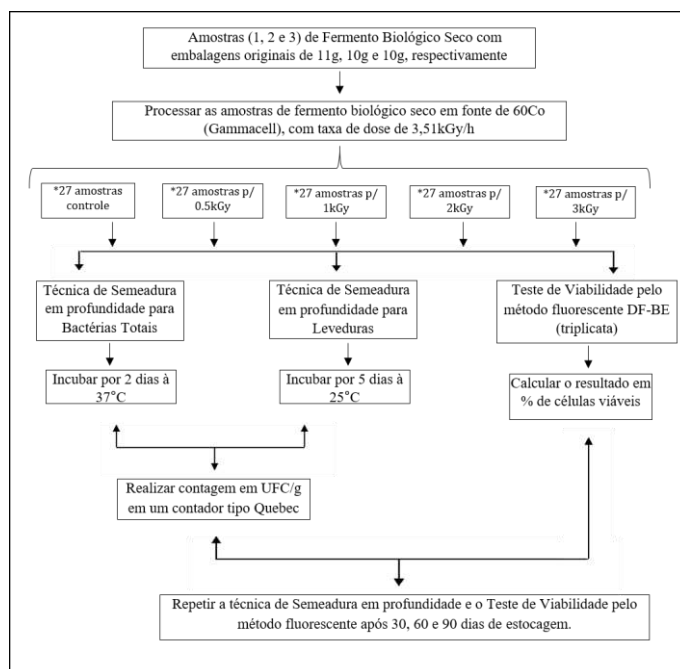 Amostras (1, 2 e 3) de Fermento Biológico Seco com
embalagens originais de 11g, 10g e 10g, respectivamente
Processar as amostras de fermento biológico seco em fonte de 60Co
(Gammacell), com taxa de dose de 3,51kGy/h
*27 amostras
controle
*27 amostras p/
0.5kGy
*27 amostras p/
1kGy
*27 amostras p/
2kGy
*27 amostras p/
3kGy
Técnica de Semeadura
em profundidade para
Bactérias Totais
Técnica de Semeadura
em profundidade para
Leveduras
Teste de Viabilidade pelo
método fluorescente DF-BE
(triplicata)
Incubar por 2 dias à
37°C
Incubar por 5 dias à
25°C
Calcular o resultado em
% de células viáveis
Realizar contagem em UFC/g
em um contador tipo Quebec
Repetir a técnica de Semeadura em profundidade e o Teste de Viabilidade pelo
método fluorescente após 30, 60 e 90 dias de estocagem.